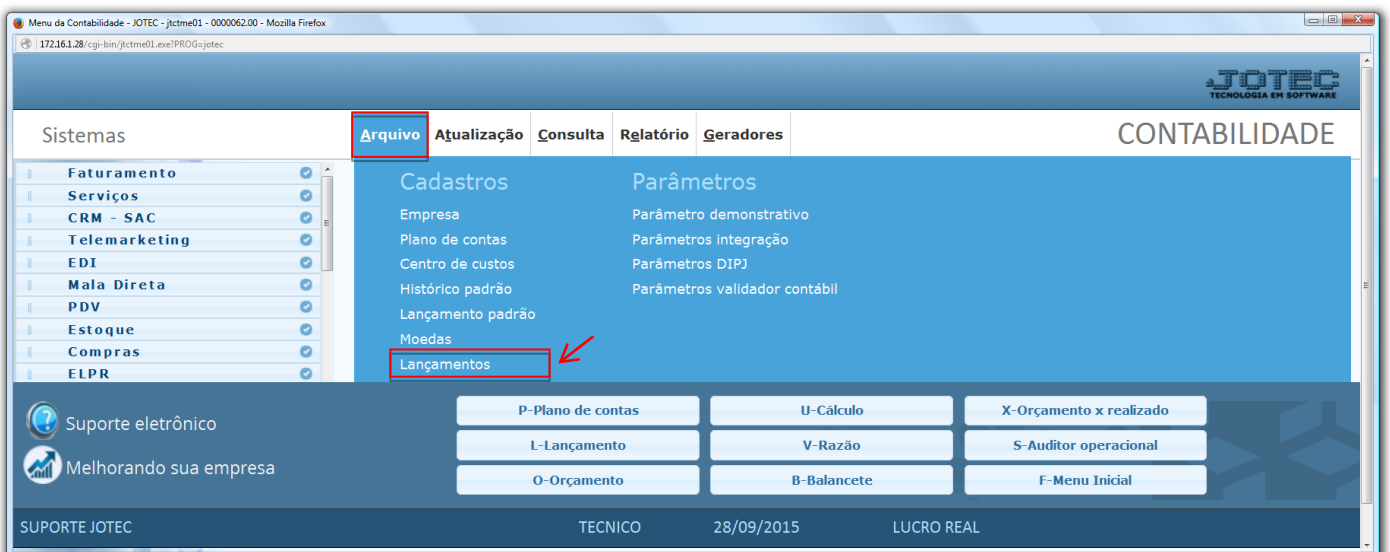 Menu da Contabilidade - JOTEC - jtctme01 - 0000062.00 - Mozilla Firefox
172.16.1.28/cgi-bin/jtctme01.exe?PROG=jotec
JOTEC
TECNOLOGIA EM SOFTWARE
Sistemas
Arquivo Atualização Consulta Relatório Geradores
CONTABILIDADE
Faturamento
Serviços
CRM - SAC
Telemarketing
EDI
Mala Direta
PDV
Estoque
Compras
ELPR
Cadastros
Empresa
Plano de contas
Centro de custos
Histórico padrão
Lançamento padrão
Moedas
Lançamentos
Parâmetros
Parâmetro demonstrativo
Parâmetros integração
Parâmetros DIPJ
Parâmetros validador contábil
Suporte eletrônico
Melhorando sua empresa
P-Plano de contas U-Cálculo X-Orçamento x realizado
L-Lançamento V-Razão S-Auditor operacional
O-Orçamento B-Balancete F-Menu Inicial
SUPORTE JOTEC TECNICO 28/09/2015 LUCRO REAL